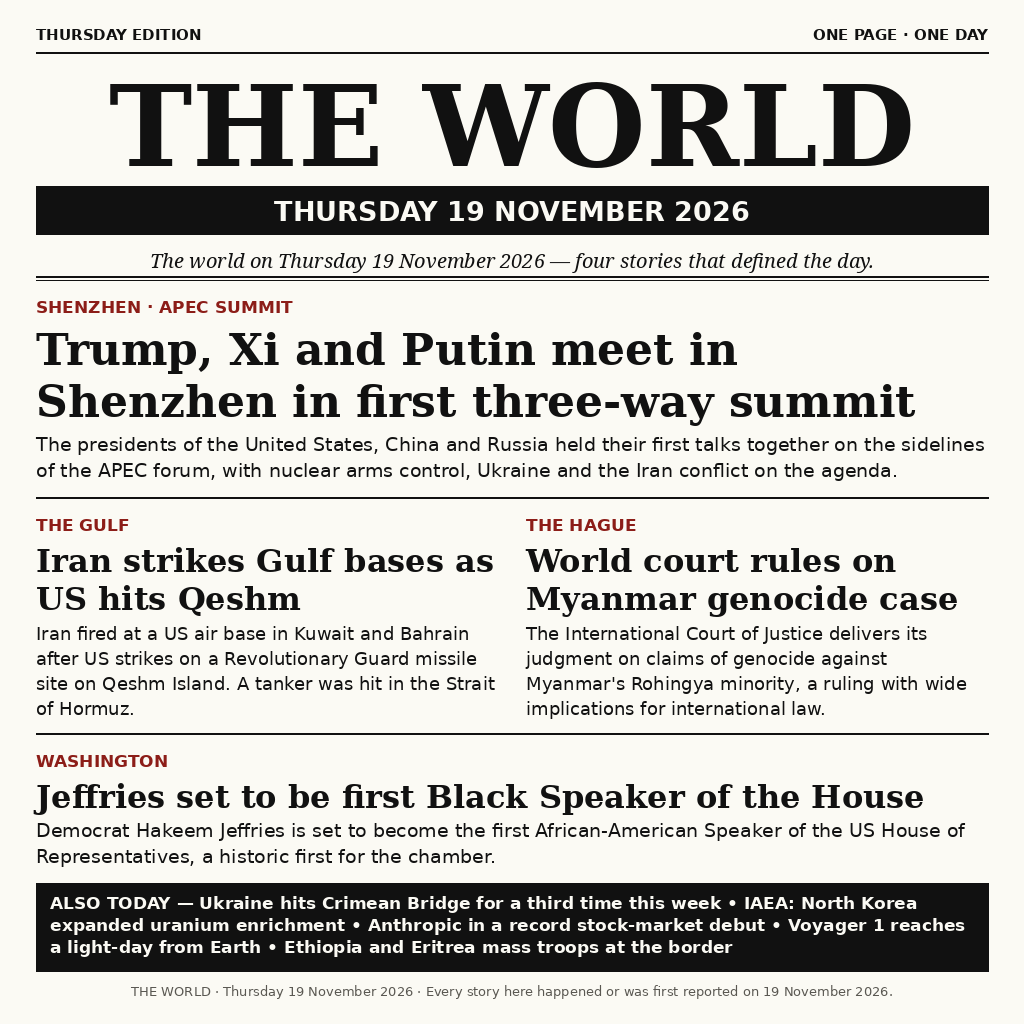 THURSDAY EDITION
ONE PAGE · ONE DAY
THE WORLD
THURSDAY 19 NOVEMBER 2026
The world on Thursday 19 November 2026 — four stories that defined the day.
SHENZHEN · APEC SUMMIT
Trump, Xi and Putin meet in
Shenzhen in first three-way summit
The presidents of the United States, China and Russia held their first talks together on the sidelines
of the APEC forum, with nuclear arms control, Ukraine and the Iran conflict on the agenda.
THE GULF
Iran strikes Gulf bases as
US hits Qeshm
Iran fired at a US air base in Kuwait and Bahrain
after US strikes on a Revolutionary Guard missile
site on Qeshm Island. A tanker was hit in the Strait
of Hormuz.
THE HAGUE
World court rules on
Myanmar genocide case
The International Court of Justice delivers its
judgment on claims of genocide against
Myanmar's Rohingya minority, a ruling with wide
implications for international law.
WASHINGTON
Jeffries set to be first Black Speaker of the House
Democrat Hakeem Jeffries is set to become the first African-American Speaker of the US House of
Representatives, a historic first for the chamber.
ALSO TODAY — Ukraine hits Crimean Bridge for a third time this week • IAEA: North Korea
expanded uranium enrichment • Anthropic in a record stock-market debut • Voyager 1 reaches
a light-day from Earth • Ethiopia and Eritrea mass troops at the border
THE WORLD · Thursday 19 November 2026 · Every story here happened or was first reported on 19 November 2026.